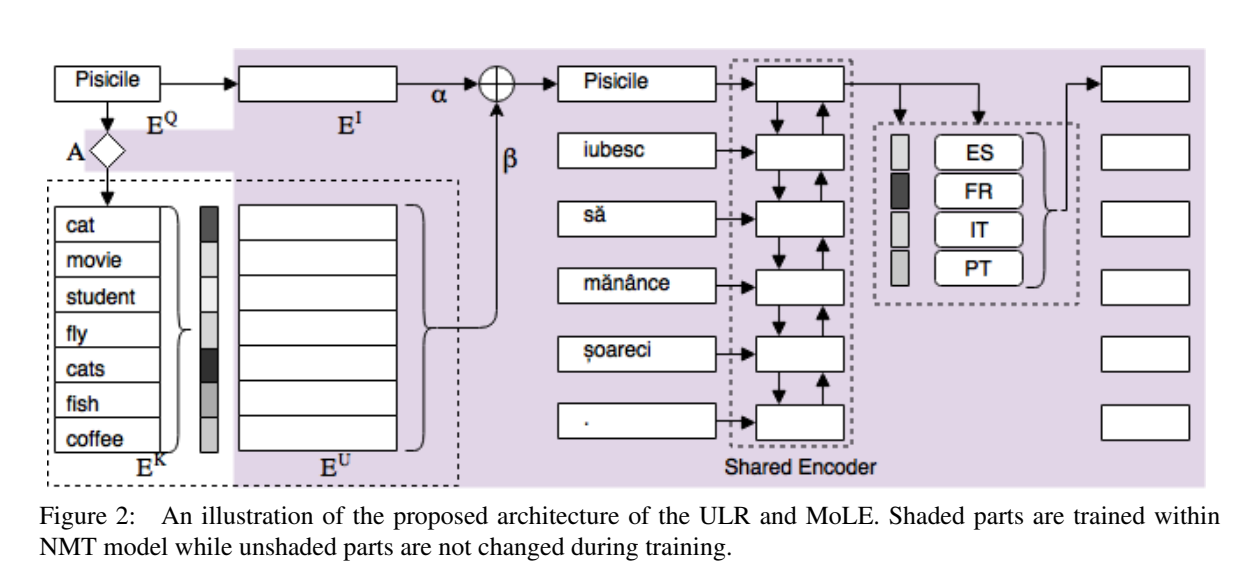 Pisicile
E^Q
A
E^I
α
β
cat
movie
student
fly
cats
fish
coffee
E^K
E^U
Pisicile
iubesc
să
mănânce
șoareci
.
Shared Encoder
ES
FR
IT
PT
Figure 2: An illustration of the proposed architecture of the ULR and MoLE. Shaded parts are trained within
NMT model while unshaded parts are not changed during training.